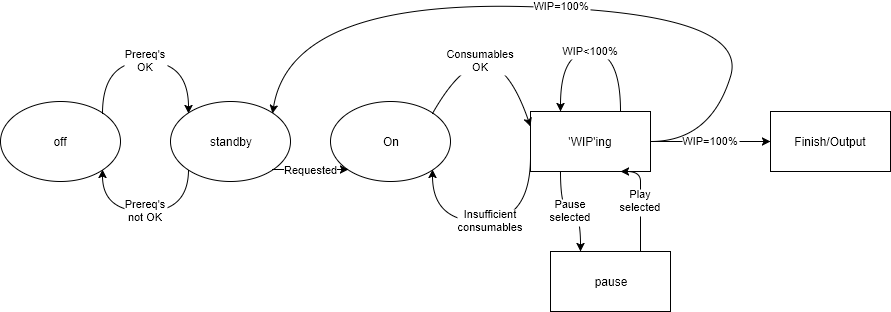 WIP=100%
Prereq's
OK
Consumables
OK
WIP<100%
off
standby
On
'WIP'ing
WIP=100%
Finish/Output
Requested
Prereq's
not OK
Insufficient
consumables
Pause
selected
Play
selected
pause